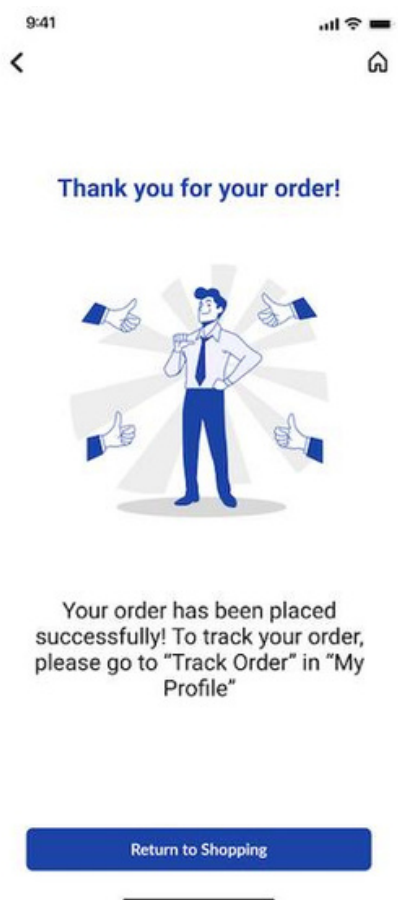 9:41
Thank you for your order!
Your order has been placed
successfully! To track your order,
please go to “Track Order” in “My
Profile”
Return to Shopping